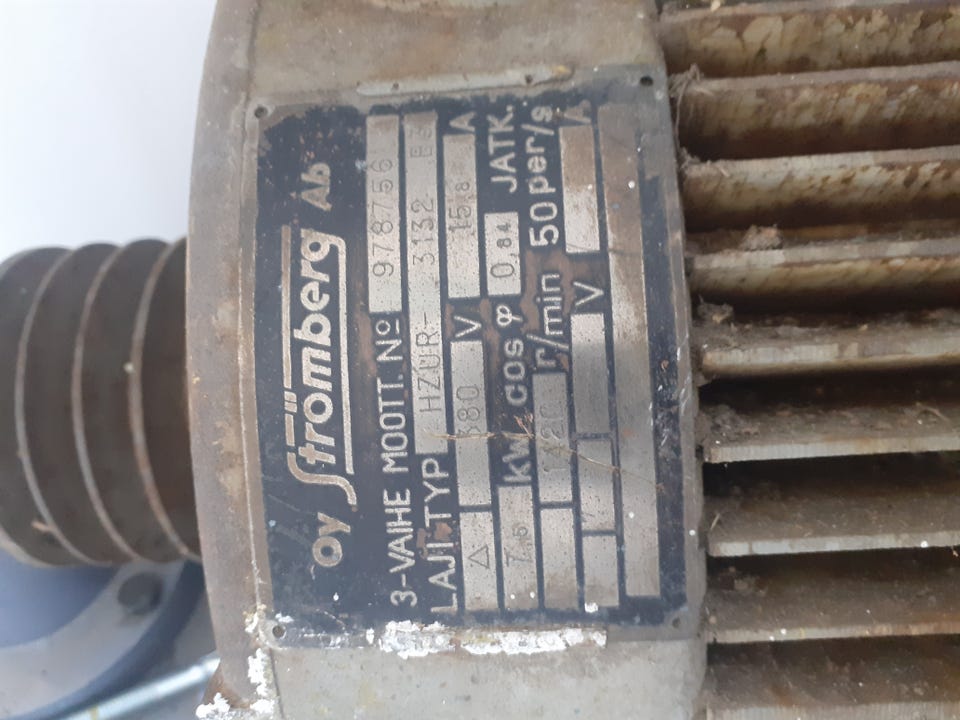 Oy Strömberg Ab
3-VAIHE MOOTT. Nº 978756
LAJI-TYP HZUR- 3132 B3
△ 380 V 15,8 A
7,5 kW cos φ 0,84 JATK.
1420 r/min 50 per/s
/ V / A